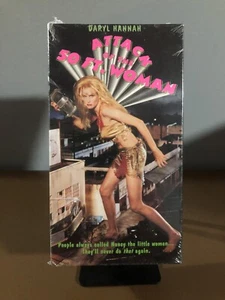 DARYL HANNAH
ATTACK
OF THE
50 FT. WOMAN
People always called Honey the little woman.
They'll never do that again.